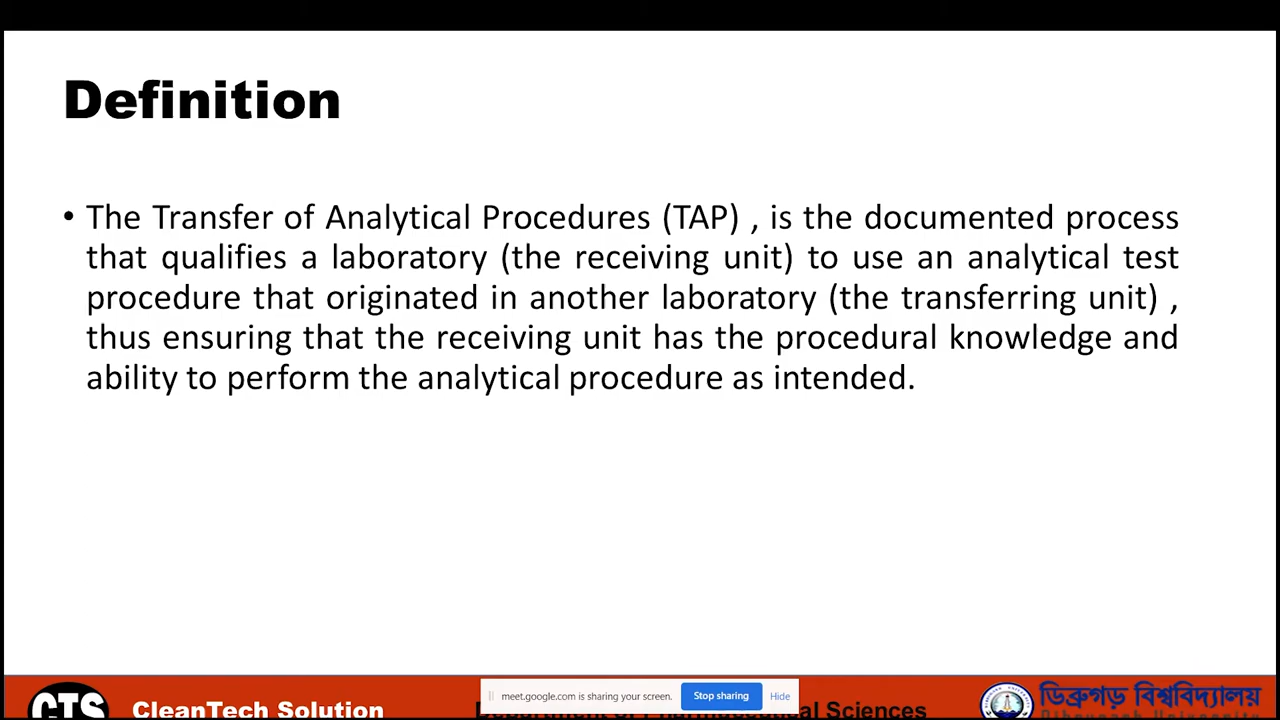 Definition
• The Transfer of Analytical Procedures (TAP) , is the documented process
that qualifies a laboratory (the receiving unit) to use an analytical test
procedure that originated in another laboratory (the transferring unit) ,
thus ensuring that the receiving unit has the procedural knowledge and
ability to perform the analytical procedure as intended.
CTS
CleanTech Solution
meet.google.com is sharing your screen.
Stop sharing
Hide
Sciences
ডিব্ৰুগড় বিশ্ববিদ্যালয়